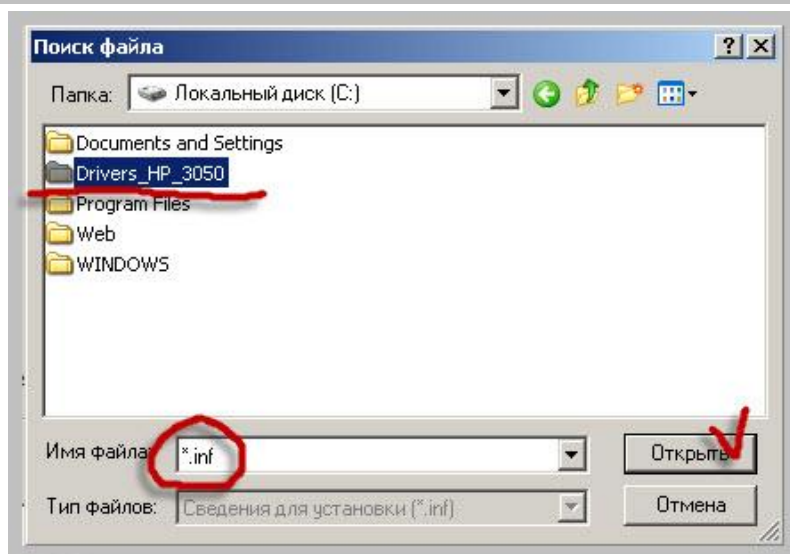 Поиск файла
Папка: Локальный диск (C:)
Documents and Settings
Drivers_HP_3050
Program Files
Web
WINDOWS
Имя файла: *.inf
Открыть
Тип файлов: Сведения для установки (*.inf)
Отмена